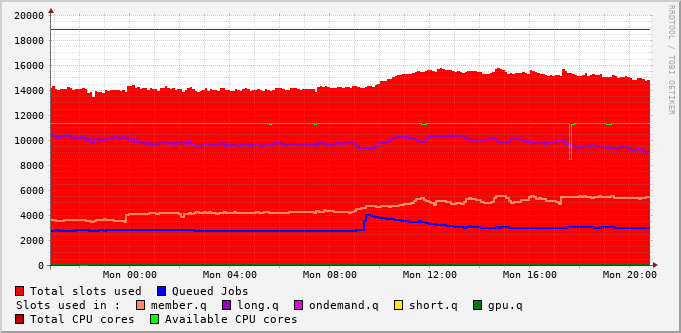 20000
18000
16000
14000
12000
10000
8000
6000
4000
2000
0
Mon 00:00 Mon 04:00 Mon 08:00 Mon 12:00 Mon 16:00 Mon 20:00
Total slots used Queued Jobs
Slots used in : member.q long.q ondemand.q short.q gpu.q
Total CPU cores Available CPU cores
RRDTOOL / TOBI OETIKER